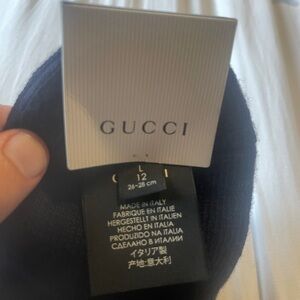 GUCCI
L
12
26-28 cm
MADE IN ITALY
FABRIQUE EN ITALIE
HERGESTELLT IN ITALIEN
HECHO EN ITALIA
PRODUZIDO NA ITALIA
СДЕЛАНО В ИТАЛИИ
イタリア製
产地:意大利